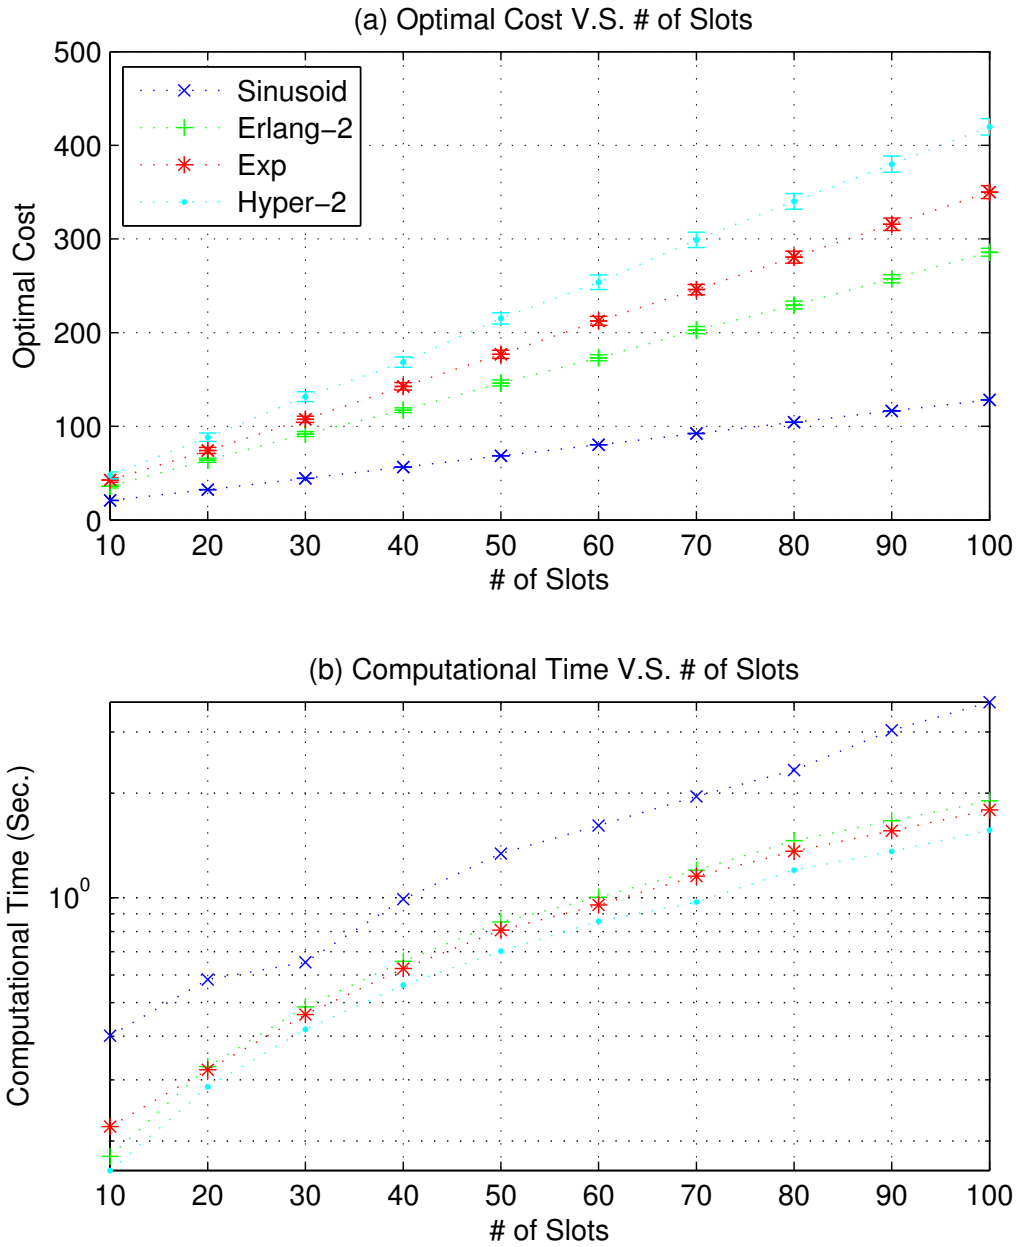 (a) Optimal Cost V.S. # of Slots
500
400
300
200
100
0
Optimal Cost
Sinusoid
Erlang−2
Exp
Hyper−2
10 20 30 40 50 60 70 80 90 100
# of Slots
(b) Computational Time V.S. # of Slots
10^0
Computational Time (Sec.)
10 20 30 40 50 60 70 80 90 100
# of Slots